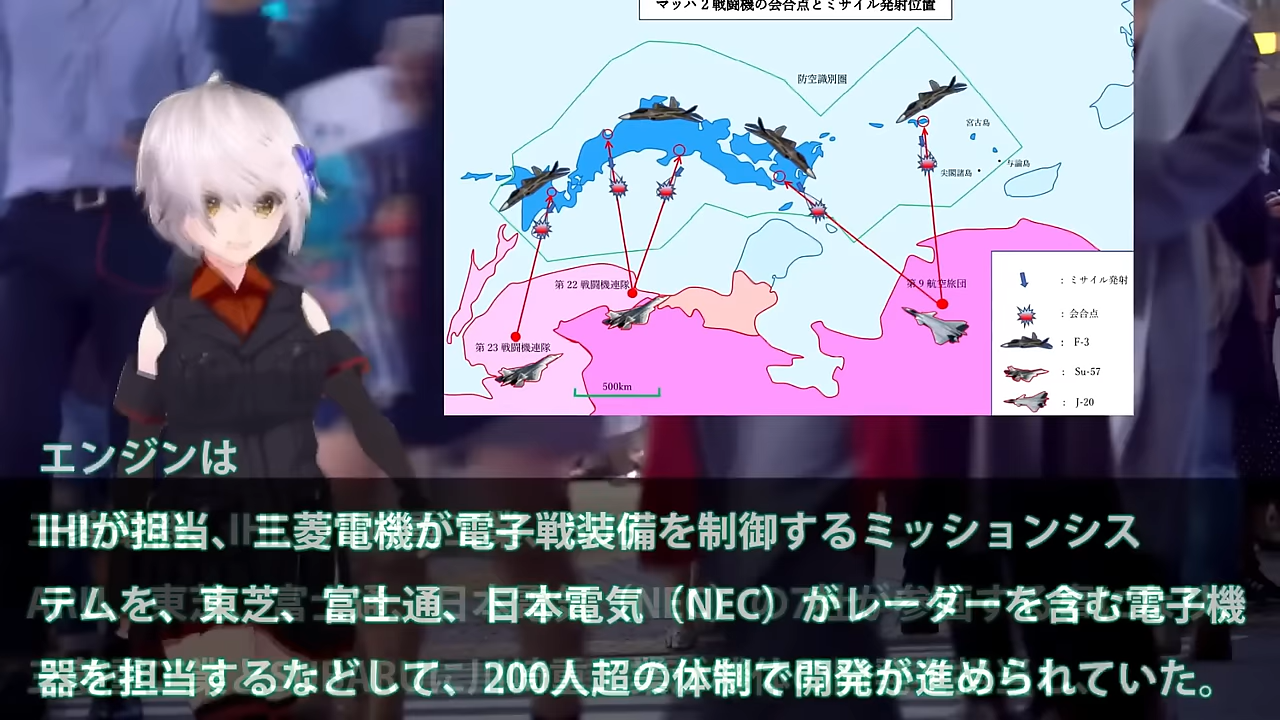 マッハ2戦闘機の会合点とミサイル発射位置
防空識別圏
宮古島
与論島
尖閣諸島
第22戦闘機連隊
第9航空旅団
第23戦闘機連隊
500km
：ミサイル発射
：会合点
： F-3
： Su-57
： J-20
エンジンは
IHIが担当、三菱電機が電子戦装備を制御するミッションシス
テムを、東芝、富士通、日本電気（NEC）がレーダーを含む電子機
器を担当するなどして、200人超の体制で開発が進められていた。